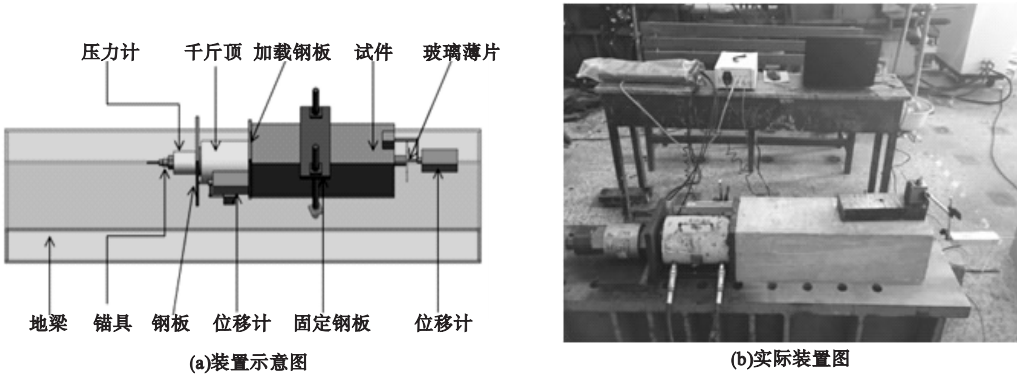 压力计 千斤顶 加载钢板 试件 玻璃薄片
地梁 锚具 钢板 位移计 固定钢板 位移计
(a)装置示意图
(b)实际装置图